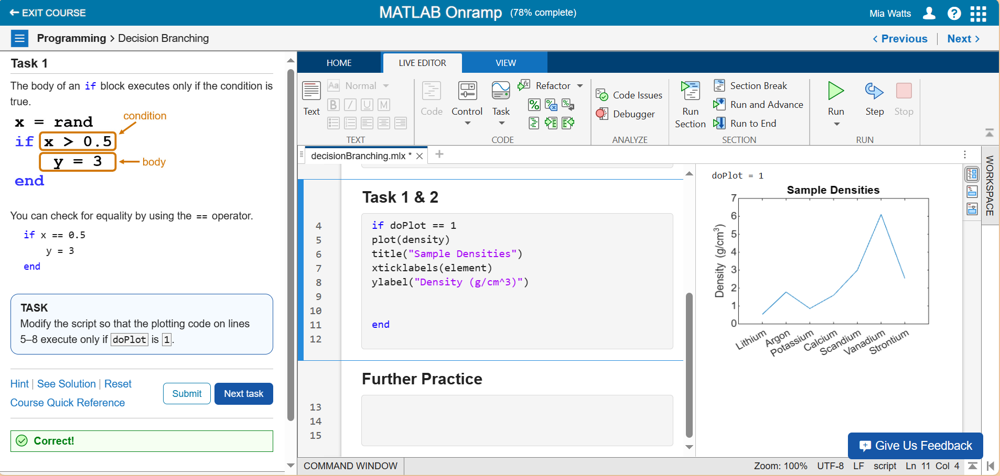 EXIT COURSE
MATLAB Onramp (78% complete)
Mia Watts
Programming > Decision Branching
< Previous
Next >
Task 1
The body of an if block executes only if the condition is
true.
condition
x = rand
if x > 0.5
y = 3
body
end
You can check for equality by using the == operator.
if x == 0.5
y = 3
end
TASK
Modify the script so that the plotting code on lines
5–8 execute only if doPlot is 1.
Hint | See Solution | Reset
Course Quick Reference
Submit
Next task
Correct!
HOME
LIVE EDITOR
VIEW
Text
Aa Normal
B I U M
TEXT
Code
Control
Task
Refactor
CODE
Code Issues
Debugger
ANALYZE
Run
Section
Section Break
Run and Advance
Run to End
SECTION
Run
Step
Stop
RUN
decisionBranching.mlx *
WORKSPACE
Task 1 & 2
4 if doPlot == 1
5 plot(density)
6 title("Sample Densities")
7 xticklabels(element)
8 ylabel("Density (g/cm^3)")
9
10
11 end
12
Further Practice
13
14
15
doPlot = 1
Sample Densities
7
6
5
4
3
2
1
0
Density (g/cm3)
Lithium
Argon
Potassium
Calcium
Scandium
Vanadium
Strontium
Give Us Feedback
COMMAND WINDOW
Zoom: 100% UTF-8 LF script Ln 11 Col 4